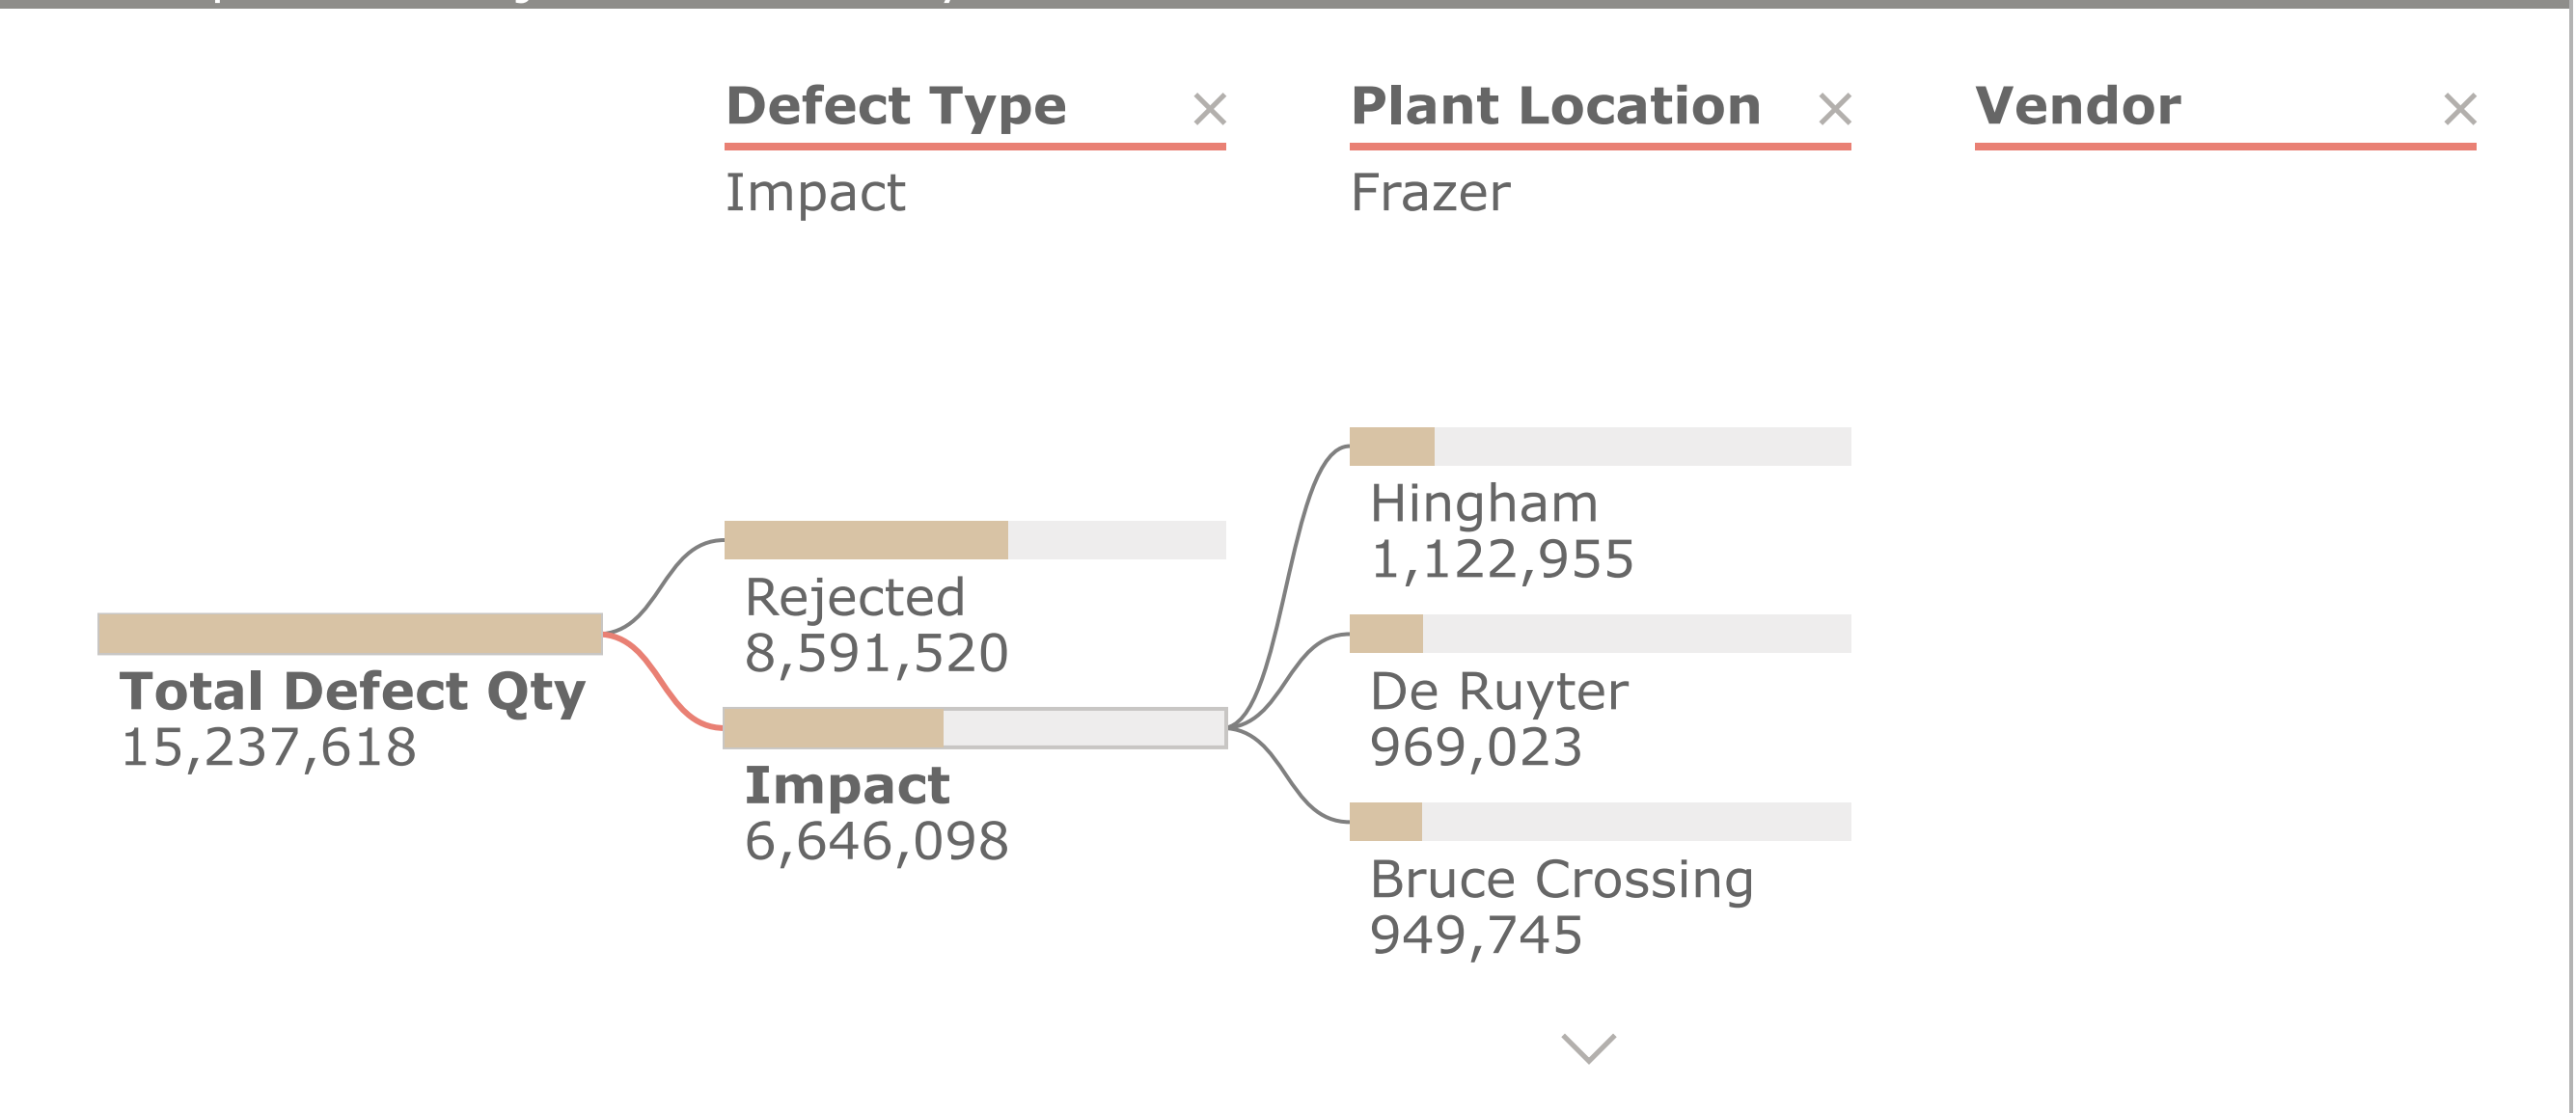 Defect Type
Plant Location
Vendor
Impact
Frazer
Hingham
1,122,955
Rejected
8,591,520
Total Defect Qty
15,237,618
De Ruyter
969,023
Impact
6,646,098
Bruce Crossing
949,745